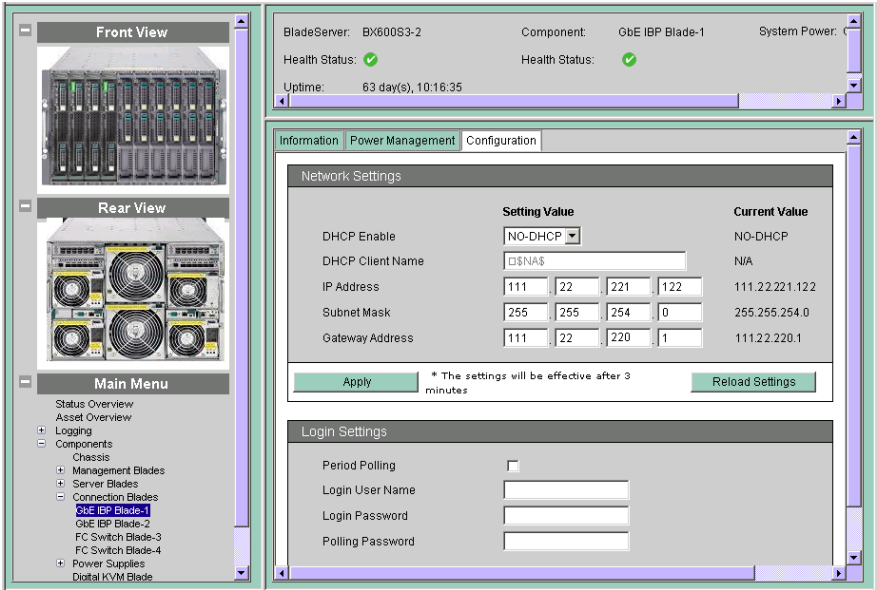 Front View
Rear View
Main Menu
Status Overview
Asset Overview
Logging
Components
Chassis
Management Blades
Server Blades
Connection Blades
GbE IBP Blade-1
GbE IBP Blade-2
FC Switch Blade-3
FC Switch Blade-4
Power Supplies
Digital KVM Blade
BladeServer: BX600S3-2 Component: GbE IBP Blade-1 System Power:
Health Status: Health Status:
Uptime: 63 day(s), 10:16:35
Information Power Management Configuration
Network Settings
Setting Value Current Value
DHCP Enable NO-DHCP NO-DHCP
DHCP Client Name □$NA$ N/A
IP Address 111 . 22 . 221 . 122 111.22.221.122
Subnet Mask 255 . 255 . 254 . 0 255.255.254.0
Gateway Address 111 . 22 . 220 . 1 111.22.220.1
Apply * The settings will be effective after 3 minutes Reload Settings
Login Settings
Period Polling
Login User Name
Login Password
Polling Password